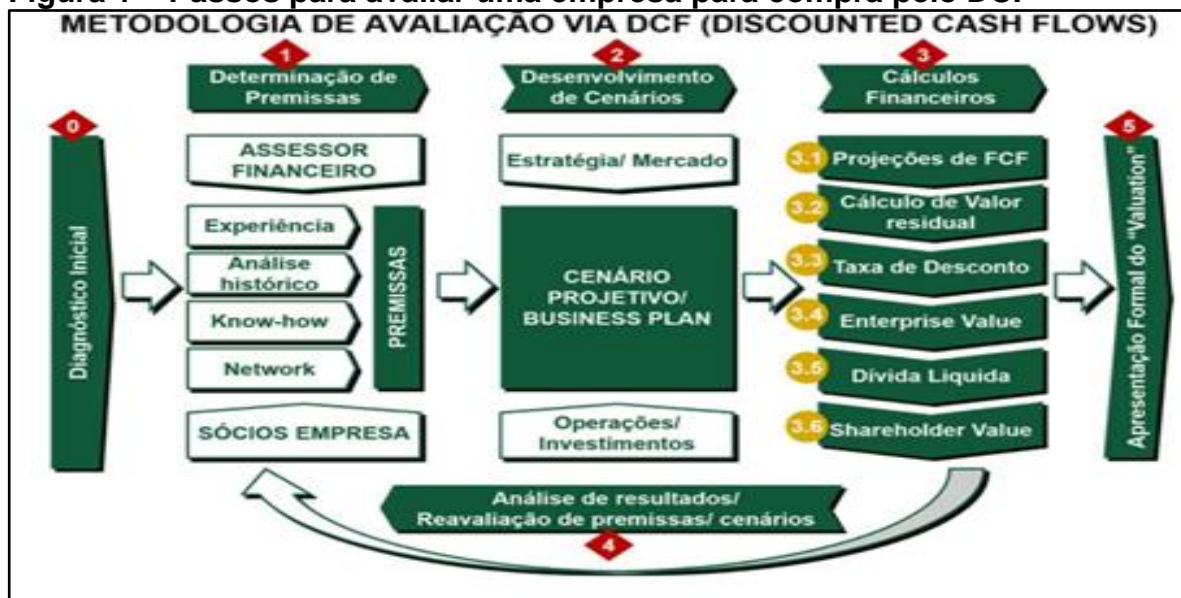 Passos para avaliar uma empresa para compra pelo
METODOLOGIA DE AVALIAÇÃO VIA DCF (DISCOUNTED CASH FLOWS)
0
Diagnóstico Inicial
1
Determinação de
Premissas
ASSESSOR
FINANCEIRO
Experiência
Análise
histórico
Know-how
Network
PREMISSAS
SÓCIOS EMPRESA
2
Desenvolvimento
de Cenários
Estratégia/ Mercado
CENÁRIO
PROJETIVO/
BUSINESS PLAN
Operações/
Investimentos
3
Cálculos
Financeiros
3.1 Projeções de FCF
3.2 Cálculo de Valor
residual
3.3 Taxa de Desconto
3.4 Enterprise Value
3.5 Dívida Liquida
3.6 Shareholder Value
Análise de resultados/
Reavaliação de premissas/ cenários
4
5
Apresentação Formal do "Valuation"